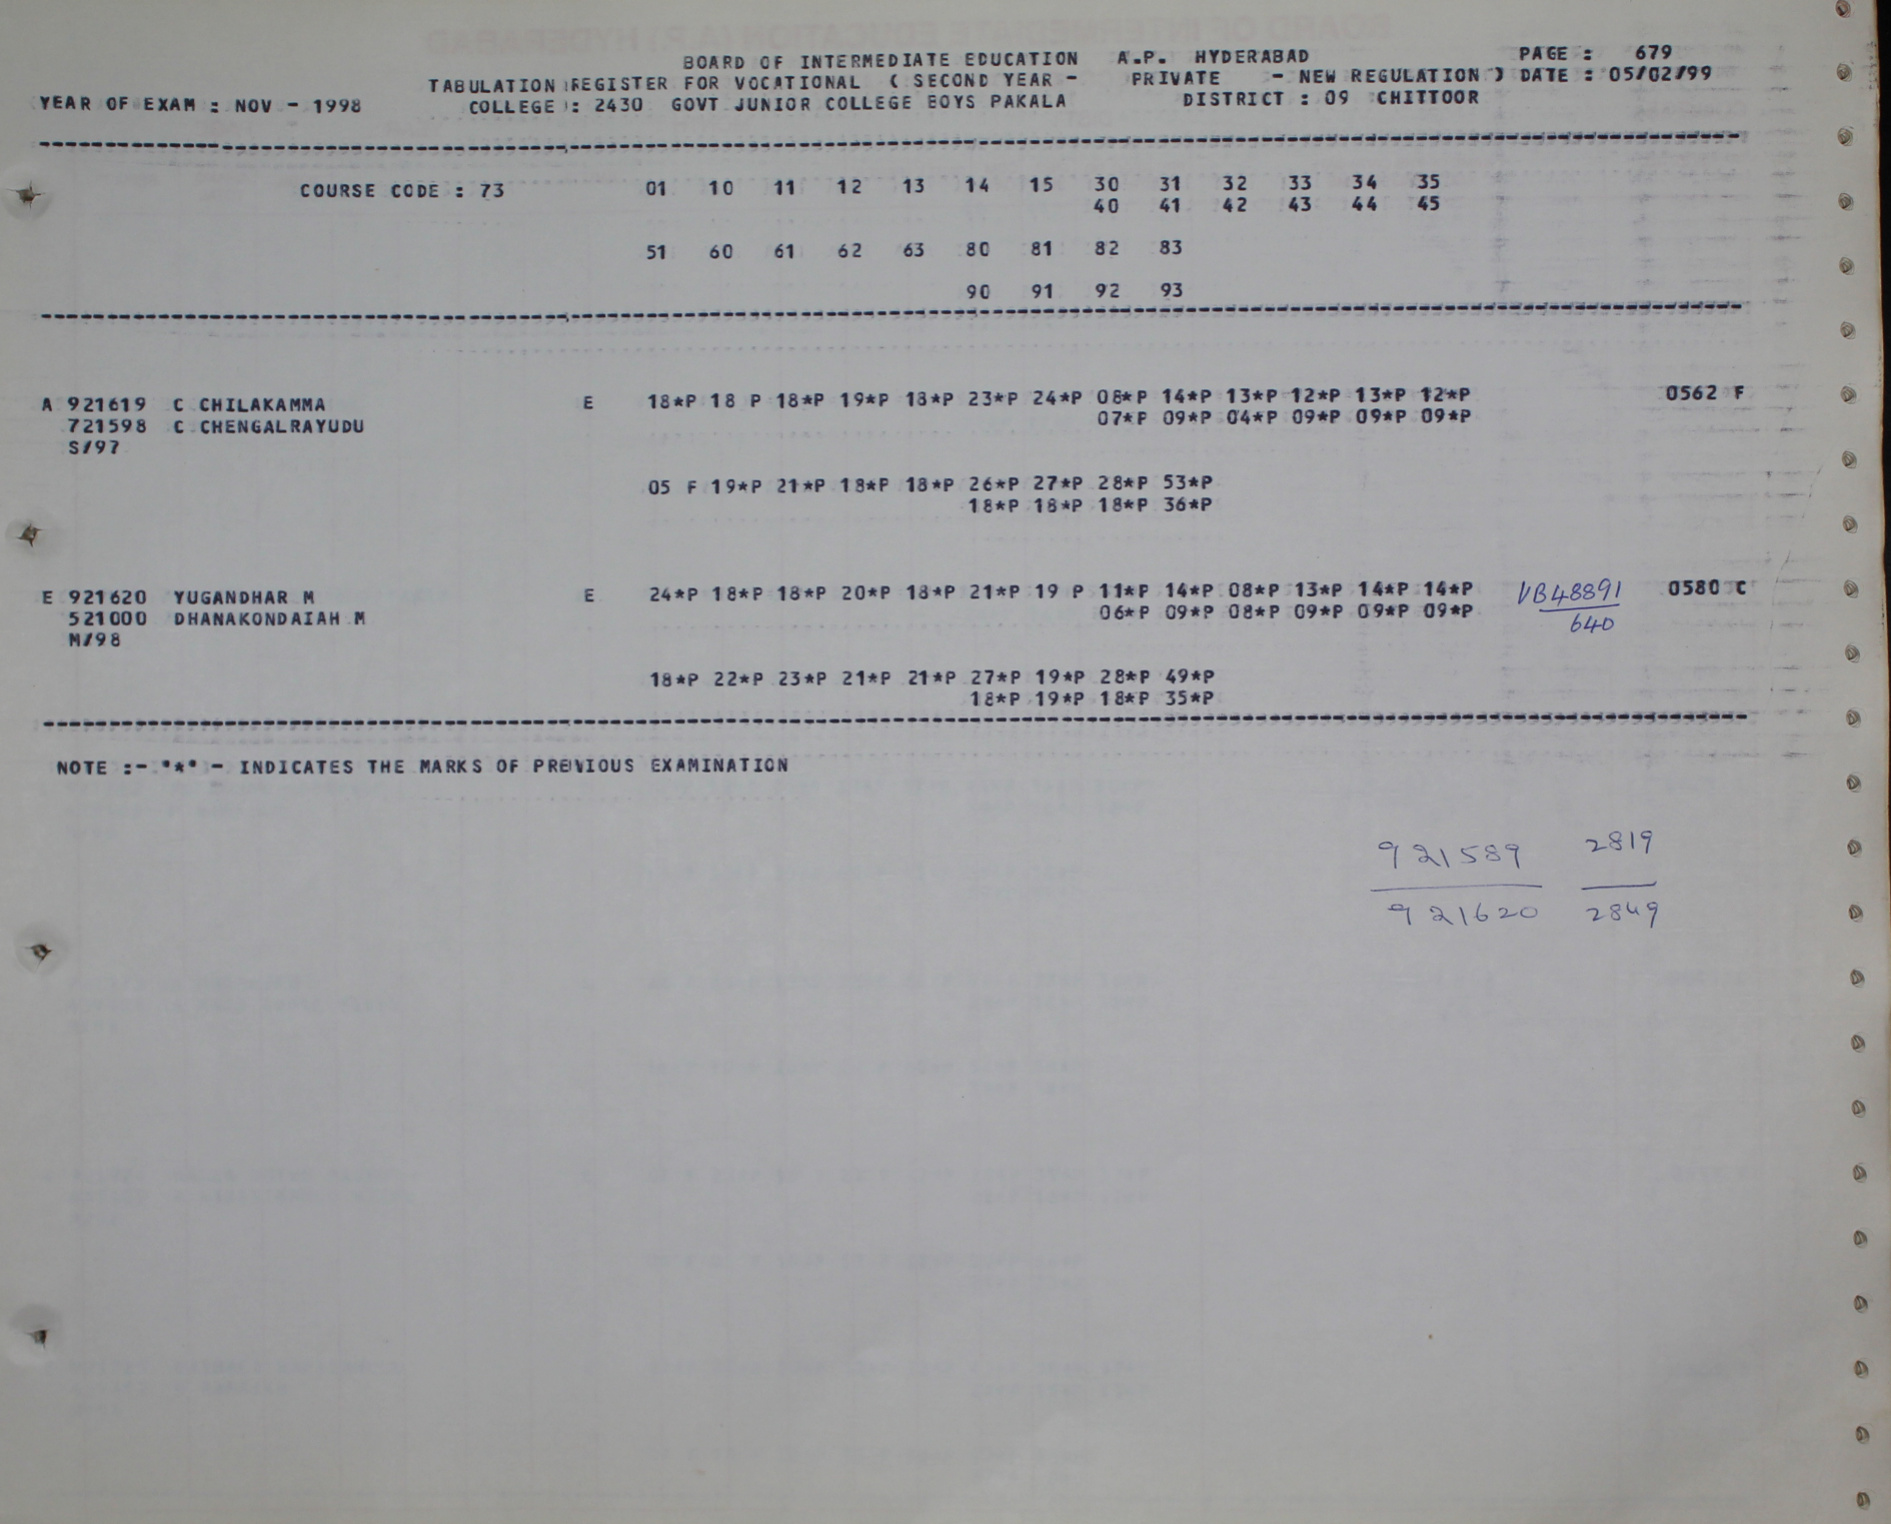 BOARD OF INTERMEDIATE EDUCATION A.P. HYDERABAD PAGE : 679
TABULATION REGISTER FOR VOCATIONAL ( SECOND YEAR - PRIVATE - NEW REGULATION ) DATE : 05/02/99
YEAR OF EXAM : NOV - 1998 COLLEGE : 2430 GOVT JUNIOR COLLEGE BOYS PAKALA DISTRICT : 09 CHITTOOR
COURSE CODE : 73 01 10 11 12 13 14 15 30 31 32 33 34 35
40 41 42 43 44 45
51 60 61 62 63 80 81 82 83
90 91 92 93
A 921619 C CHILAKAMMA E 18*P 18 P 18*P 19*P 18*P 23*P 24*P 08*P 14*P 13*P 12*P 13*P 12*P 0562 F
721598 C CHENGALRAYUDU 07*P 09*P 04*P 09*P 09*P 09*P
S/97
05 F 19*P 21*P 18*P 18*P 26*P 27*P 28*P 53*P
18*P 18*P 18*P 36*P
E 921620 YUGANDHAR M E 24*P 18*P 18*P 20*P 18*P 21*P 19 P 11*P 14*P 08*P 13*P 14*P 14*P VB48891 0580 C
521000 DHANAKONDAIAH M 06*P 09*P 08*P 09*P 09*P 09*P 640
M/98
18*P 22*P 23*P 21*P 21*P 27*P 19*P 28*P 49*P
18*P 19*P 18*P 35*P
NOTE :- "*" - INDICATES THE MARKS OF PREVIOUS EXAMINATION
921589 2819
921620 2849